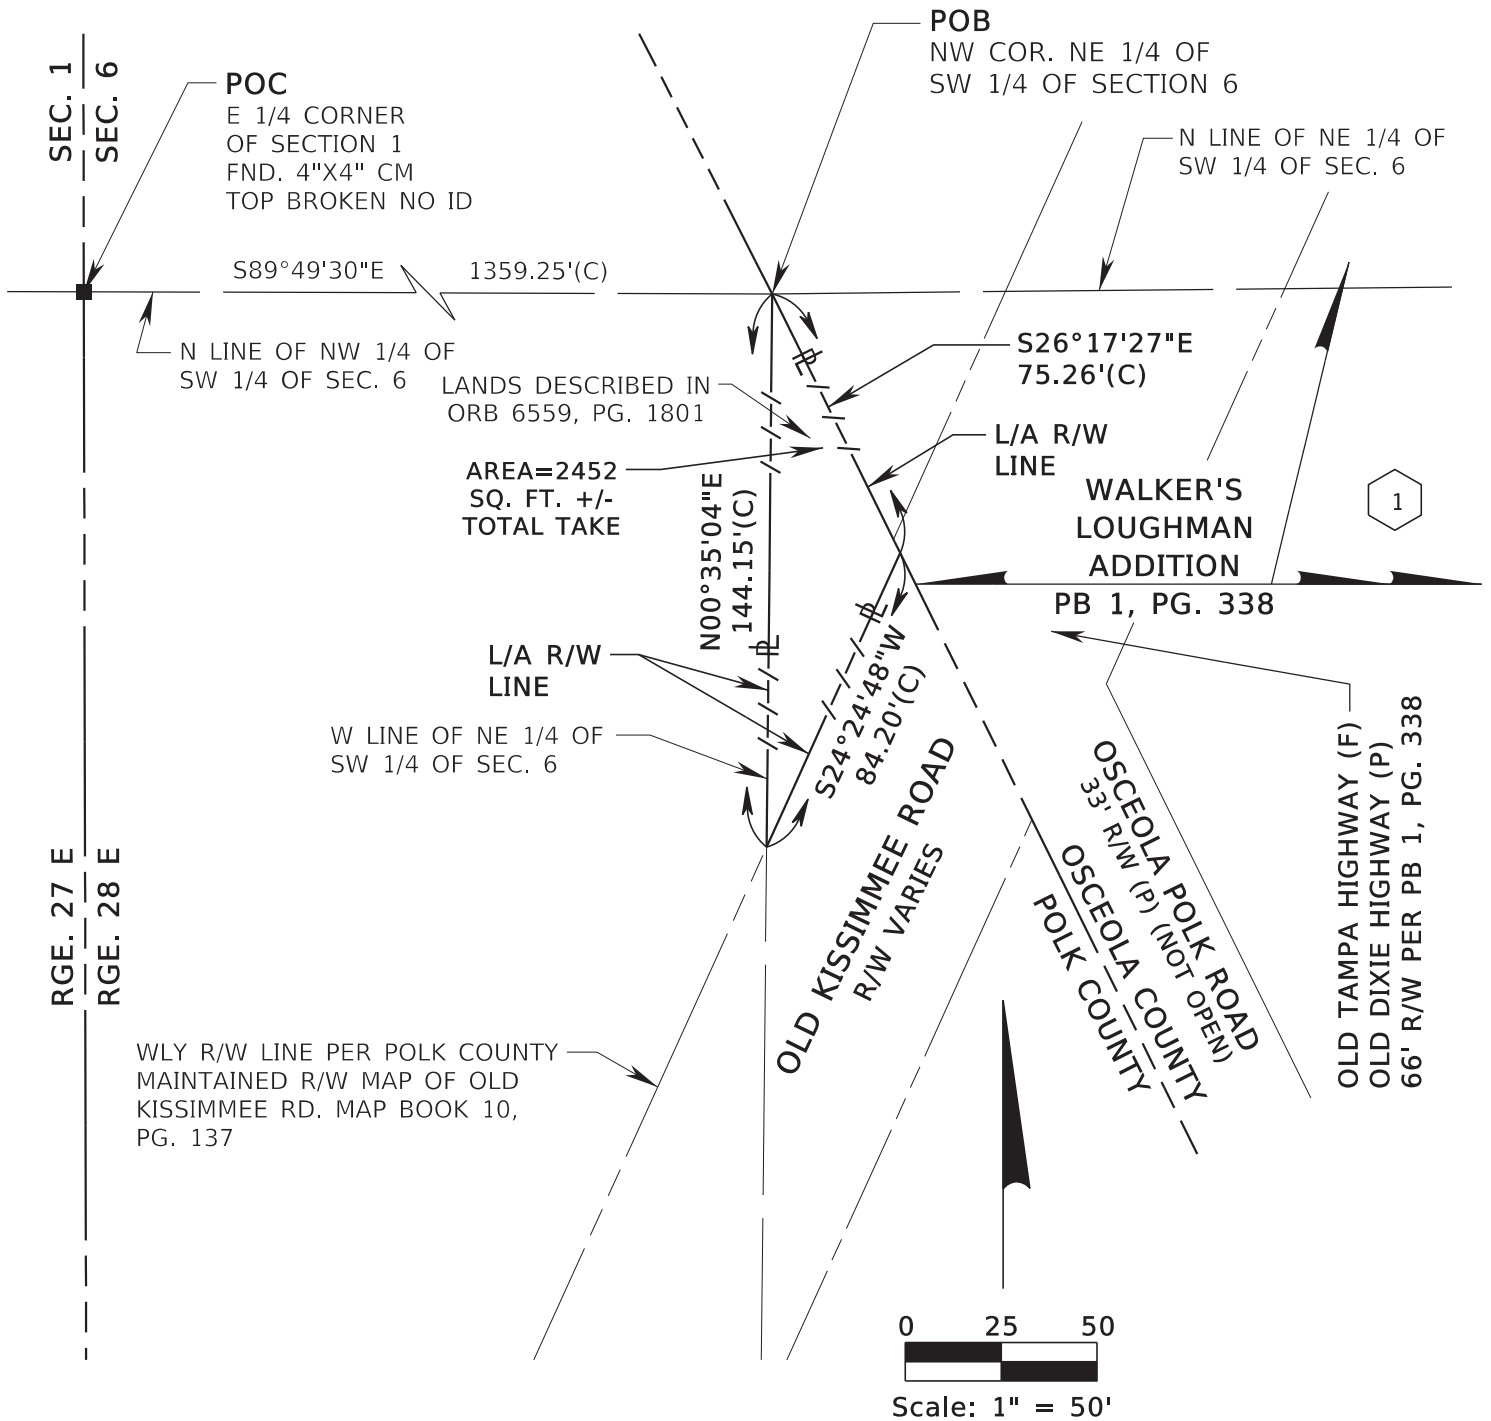 SEC. 1
SEC. 6
POC
E 1/4 CORNER
OF SECTION 1
FND. 4"X4" CM
TOP BROKEN NO ID
POB
NW COR. NE 1/4 OF
SW 1/4 OF SECTION 6
N LINE OF NE 1/4 OF
SW 1/4 OF SEC. 6
S89°49'30"E
1359.25'(C)
N LINE OF NW 1/4 OF
SW 1/4 OF SEC. 6
LANDS DESCRIBED IN
ORB 6559, PG. 1801
AREA=2452
SQ. FT. +/-
TOTAL TAKE
PL
S26°17'27"E
75.26'(C)
L/A R/W
LINE
WALKER'S
LOUGHMAN
ADDITION
PB 1, PG. 338
1
N00°35'04"E
144.15'(C)
PL
PL
L/A R/W
LINE
S24°24'48"W
84.20'(C)
W LINE OF NE 1/4 OF
SW 1/4 OF SEC. 6
OLD KISSIMMEE ROAD
R/W VARIES
OSCEOLA POLK ROAD
33' R/W (P) (NOT OPEN)
OSCEOLA COUNTY
POLK COUNTY
OLD TAMPA HIGHWAY (F)
OLD DIXIE HIGHWAY (P)
66' R/W PER PB 1, PG. 338
RGE. 27 E
RGE. 28 E
WLY R/W LINE PER POLK COUNTY
MAINTAINED R/W MAP OF OLD
KISSIMMEE RD. MAP BOOK 10,
PG. 137
0 25 50
Scale: 1" = 50'